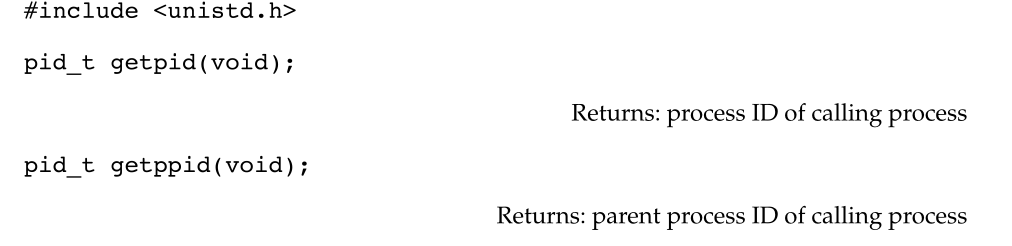 #include <unistd.h>
pid_t getpid(void);
Returns: process ID of calling process
pid_t getppid(void);
Returns: parent process ID of calling process